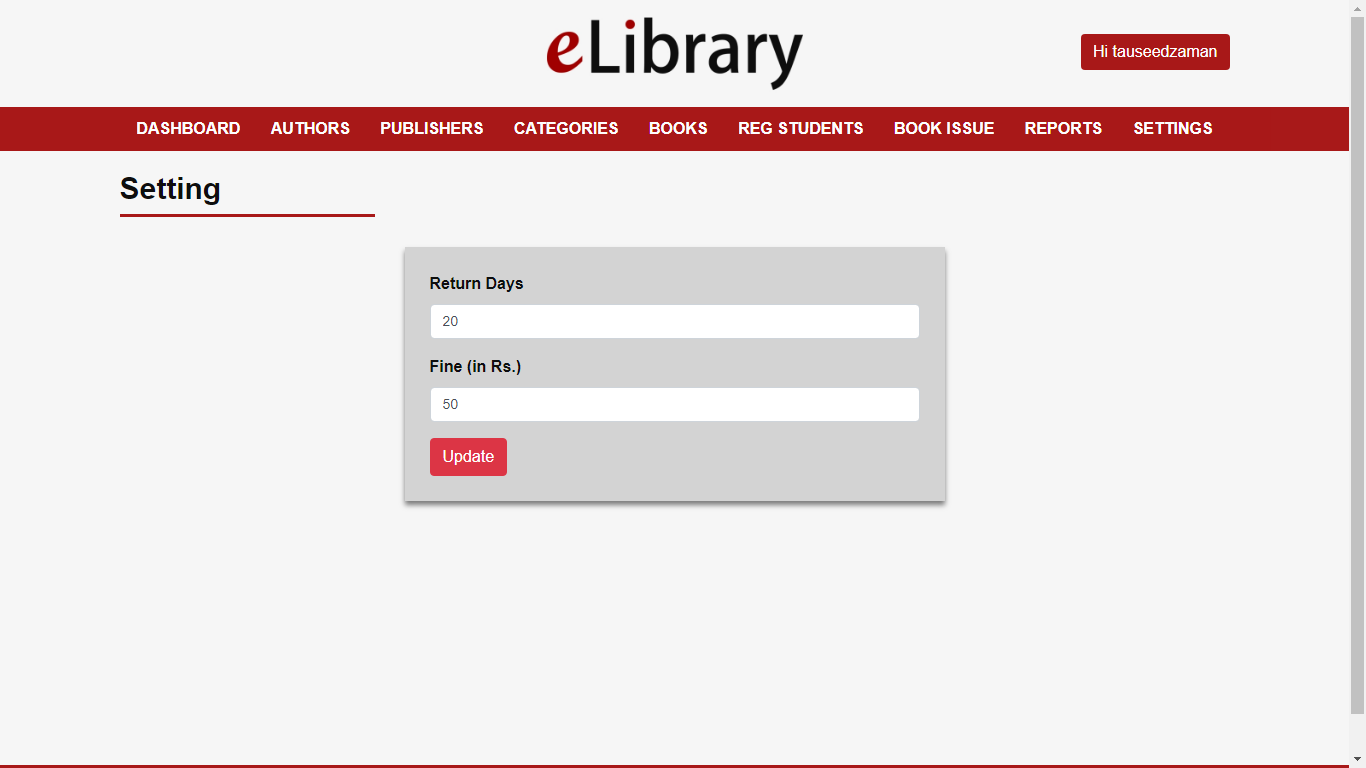 eLibrary
Hi tauseedzaman
DASHBOARD AUTHORS PUBLISHERS CATEGORIES BOOKS REG STUDENTS BOOK ISSUE REPORTS SETTINGS
Setting
Return Days
20
Fine (in Rs.)
50
Update